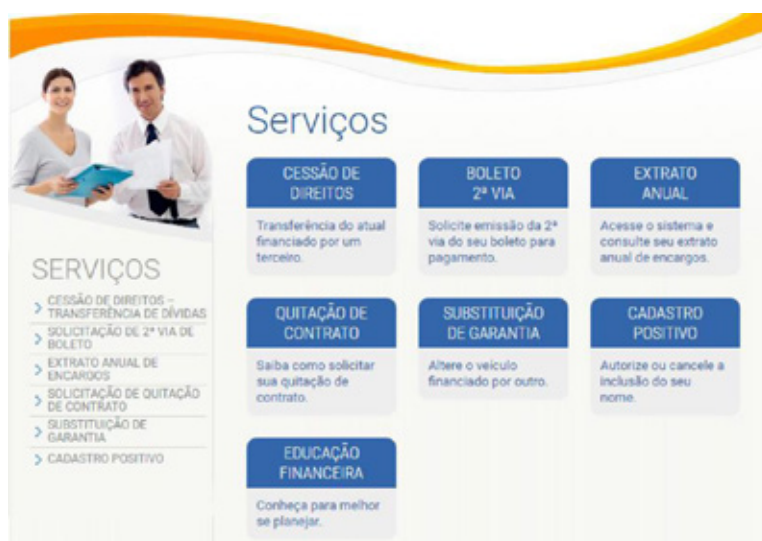 SERVIÇOS
CESSÃO DE DIREITOS –
TRANSFERÊNCIA DE DÍVIDAS
SOLICITAÇÃO DE 2ª VIA DE
BOLETO
EXTRATO ANUAL DE
ENCARGOS
SOLICITAÇÃO DE QUITAÇÃO
DE CONTRATO
SUBSTITUIÇÃO DE
GARANTIA
CADASTRO POSITIVO
Serviços
CESSÃO DE
DIREITOS
Transferência do atual
financiado por um
terceiro.
BOLETO
2ª VIA
Solicite emissão da 2ª
via do seu boleto para
pagamento.
EXTRATO
ANUAL
Acesse o sistema e
consulte seu extrato
anual de encargos.
QUITAÇÃO DE
CONTRATO
Saiba como solicitar
sua quitação de
contrato.
SUBSTITUIÇÃO
DE GARANTIA
Altere o veículo
financiado por outro.
CADASTRO
POSITIVO
Autorize ou cancele a
inclusão do seu
nome.
EDUCAÇÃO
FINANCEIRA
Conheça para melhor
se planejar.